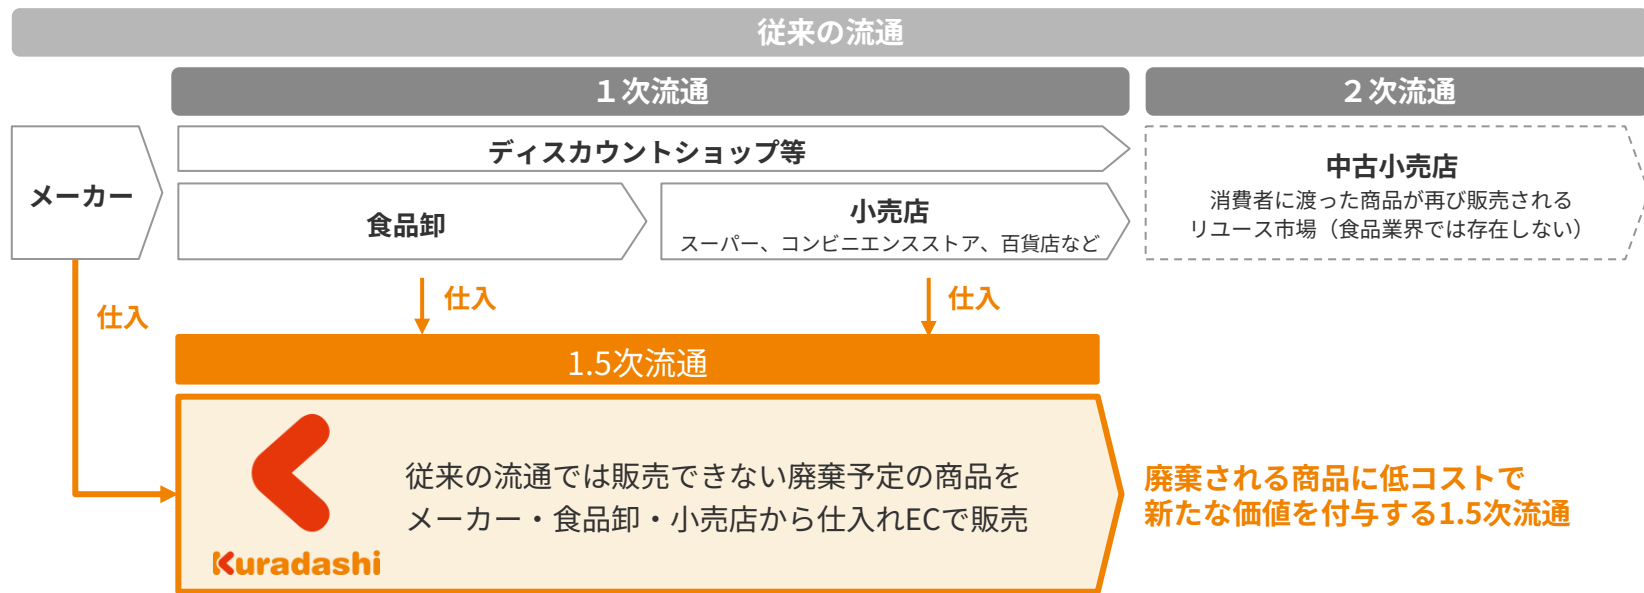 従来の流通
１次流通
２次流通
メーカー
ディスカウントショップ等
食品卸
小売店
スーパー、コンビニエンスストア、百貨店など
中古小売店
消費者に渡った商品が再び販売される
リユース市場（食品業界では存在しない）
仕入
仕入
仕入
1.5次流通
Kuradashi
従来の流通では販売できない廃棄予定の商品を
メーカー・食品卸・小売店から仕入れECで販売
廃棄される商品に低コストで
新たな価値を付与する1.5次流通